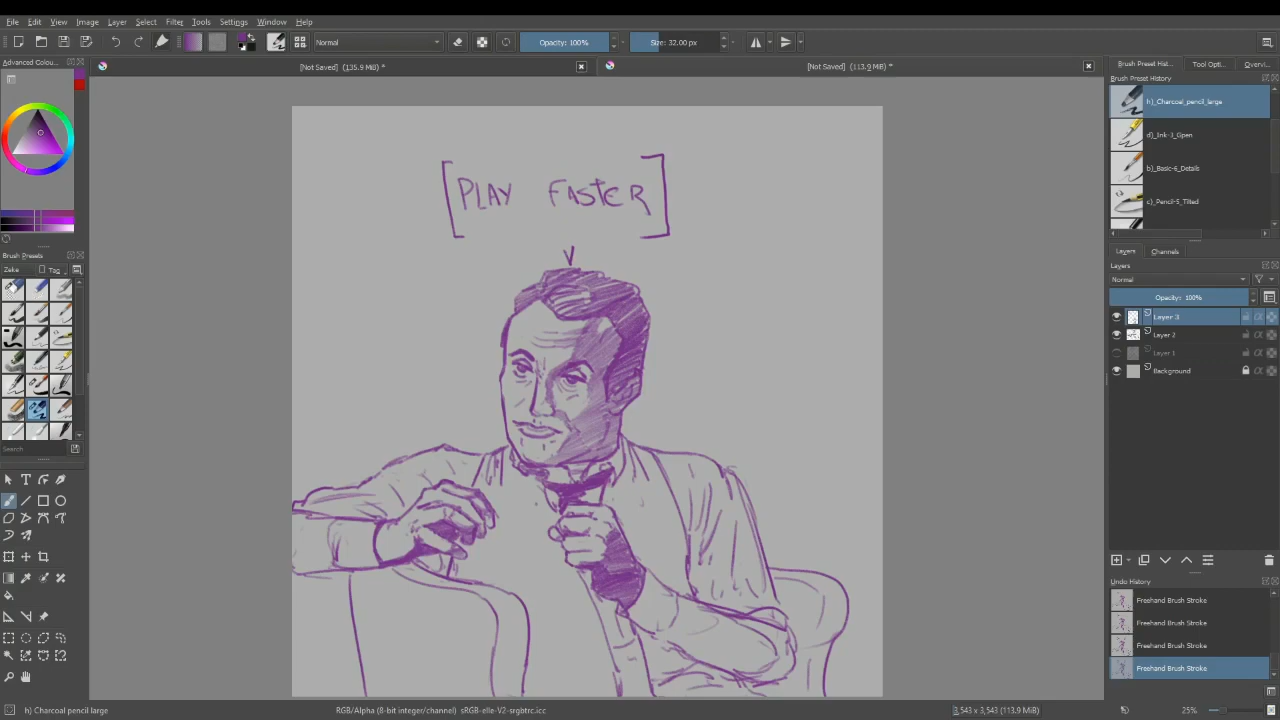 File Edit View Image Layer Select Filter Tools Settings Window Help
Normal Opacity: 100% Size: 32.00 px
Advanced Colou...
[Not Saved] (135.9 MiB) *
[Not Saved] (113.9 MiB) *
Brush Preset Hist... Tool Opti... Overvi...
Brush Preset History
h)_Charcoal_pencil_large
d)_Ink-3_Gpen
b)_Basic-6_Details
c)_Pencil-5_Tilted
[PLAY FASTER]
Brush Presets
Zeke Tag
Search
Layers Channels
Layers
Normal
Opacity: 100%
Layer 3
Layer 2
Layer 1
Background
Undo History
Freehand Brush Stroke
Freehand Brush Stroke
Freehand Brush Stroke
Freehand Brush Stroke
h) Charcoal pencil large
RGB/Alpha (8-bit integer/channel) sRGB-elle-V2-srgbtrc.icc
3,543 x 3,543 (113.9 MiB)
25%